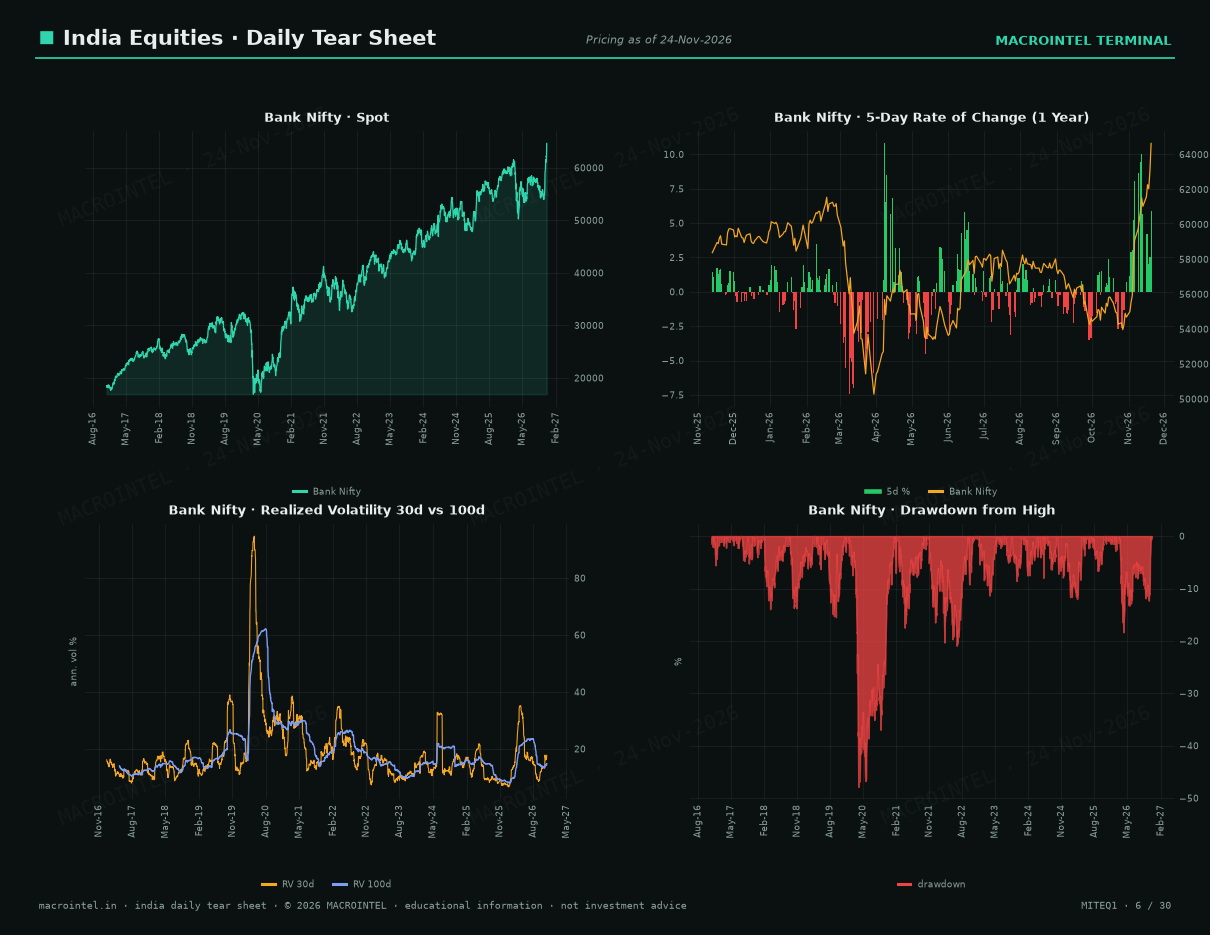 India Equities · Daily Tear Sheet
Pricing as of 24-Nov-2026
MACROINTEL TERMINAL
Bank Nifty · Spot
60000
50000
40000
30000
20000
Aug-16 May-17 Feb-18 Nov-18 Aug-19 May-20 Feb-21 Nov-21 Aug-22 May-23 Feb-24 Nov-24 Aug-25 May-26 Feb-27
Bank Nifty
Bank Nifty · 5-Day Rate of Change (1 Year)
10.0
7.5
5.0
2.5
0.0
−2.5
−5.0
−7.5
64000
62000
60000
58000
56000
54000
52000
50000
Nov-25 Dec-25 Jan-26 Feb-26 Mar-26 Apr-26 May-26 Jun-26 Jul-26 Aug-26 Sep-26 Oct-26 Nov-26 Dec-26
5d % Bank Nifty
Bank Nifty · Realized Volatility 30d vs 100d
ann. vol %
80
60
40
20
Nov-16 Aug-17 May-18 Feb-19 Nov-19 Aug-20 May-21 Feb-22 Nov-22 Aug-23 May-24 Feb-25 Nov-25 Aug-26 May-27
RV 30d RV 100d
Bank Nifty · Drawdown from High
%
0
−10
−20
−30
−40
−50
Aug-16 May-17 Feb-18 Nov-18 Aug-19 May-20 Feb-21 Nov-21 Aug-22 May-23 Feb-24 Nov-24 Aug-25 May-26 Feb-27
drawdown
MACROINTEL · 24-Nov-2026
macrointel.in · india daily tear sheet · © 2026 MACROINTEL · educational information · not investment advice
MITEQ1 · 6 / 30